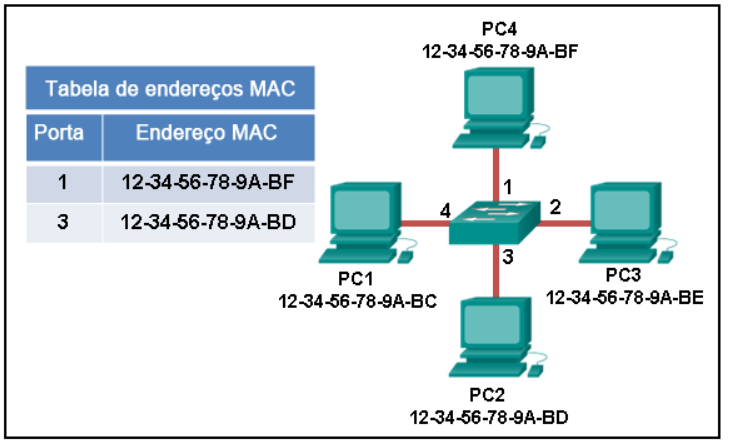 PC4
12-34-56-78-9A-BF
Tabela de endereços MAC
Porta Endereço MAC
1 12-34-56-78-9A-BF
3 12-34-56-78-9A-BD
1
4
2
3
PC1
12-34-56-78-9A-BC
PC3
12-34-56-78-9A-BE
PC2
12-34-56-78-9A-BD